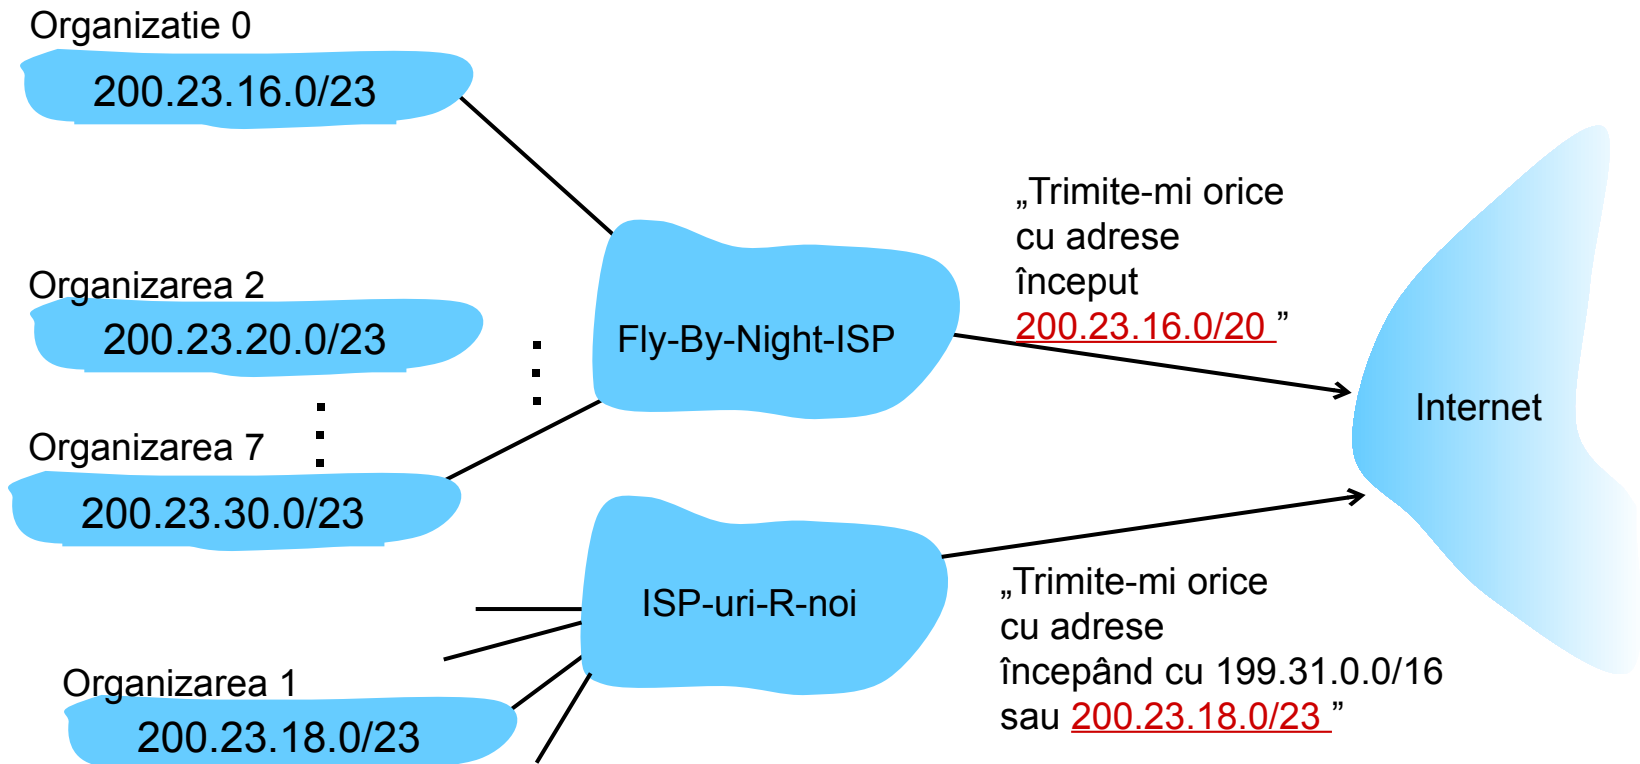 Organizatie 0
200.23.16.0/23
„Trimite-mi orice
cu adrese
început
200.23.16.0/20 ”
Organizarea 2
200.23.20.0/23
Fly-By-Night-ISP
Internet
Organizarea 7
200.23.30.0/23
ISP-uri-R-noi
„Trimite-mi orice
cu adrese
începând cu 199.31.0.0/16
sau 200.23.18.0/23 ”
Organizarea 1
200.23.18.0/23